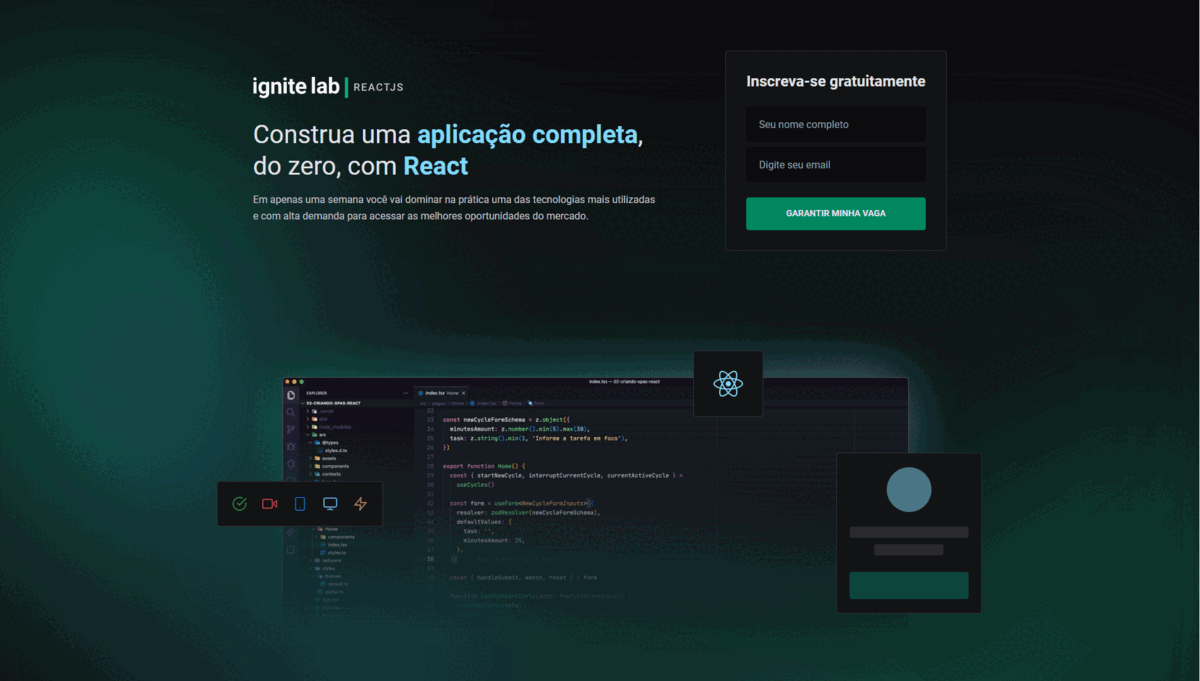 ignite lab REACTJS
Construa uma aplicação completa,
do zero, com React
Em apenas uma semana você vai dominar na prática uma das tecnologias mais utilizadas
e com alta demanda para acessar as melhores oportunidades do mercado.
Inscreva-se gratuitamente
Seu nome completo
Digite seu email
GARANTIR MINHA VAGA
index.tsx — 02-criando-spas-react
EXPLORER
index.tsx Home
02-CRIANDO-SPAS-REACT
node_modules
src
@types
styles.d.ts
assets
components
contexts
Home
components
index.tsx
styles.ts
reducers
styles
themes
default.ts
global.ts
23 const newCycleFormSchema = z.object({
24 minutesAmount: z.number().min(5).max(30),
25 task: z.string().min(1, 'Informe a tarefa em foco'),
26 })
28 export function Home() {
29 const { startNewCycle, interruptCurrentCycle, currentActiveCycle } =
30 useCycles()
32 const form = useForm<NewCycleFormInputs>({
33 resolver: zodResolver(newCycleFormSchema),
34 defaultValues: {
35 task: '',
36 minutesAmount: 25,
37 },
38 })
40 const { handleSubmit, watch, reset } = form